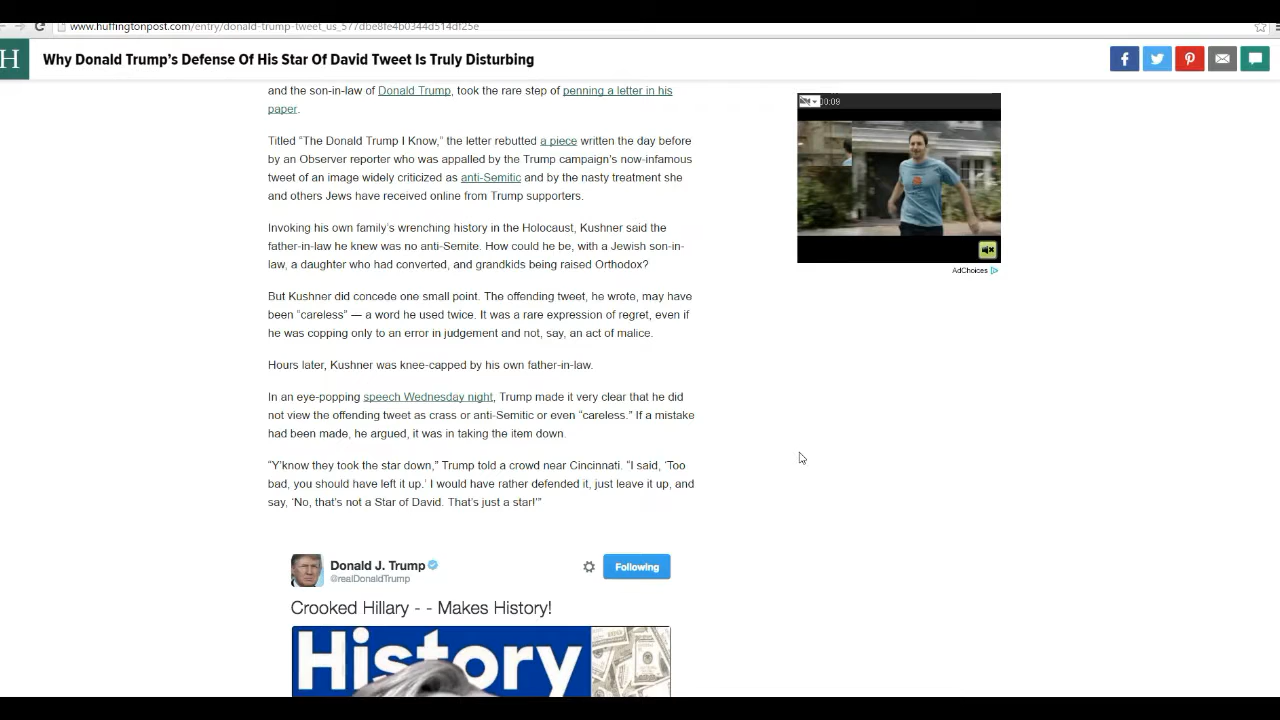 www.huffingtonpost.com/entry/donald-trump-tweet_us_577dbe8fe4b0344d514df25e
H
Why Donald Trump’s Defense Of His Star Of David Tweet Is Truly Disturbing
and the son-in-law of Donald Trump, took the rare step of penning a letter in his
paper.
Titled “The Donald Trump I Know,” the letter rebutted a piece written the day before
by an Observer reporter who was appalled by the Trump campaign’s now-infamous
tweet of an image widely criticized as anti-Semitic and by the nasty treatment she
and others Jews have received online from Trump supporters.
Invoking his own family’s wrenching history in the Holocaust, Kushner said the
father-in-law he knew was no anti-Semite. How could he be, with a Jewish son-in-
law, a daughter who had converted, and grandkids being raised Orthodox?
But Kushner did concede one small point. The offending tweet, he wrote, may have
been “careless” — a word he used twice. It was a rare expression of regret, even if
he was copping only to an error in judgement and not, say, an act of malice.
Hours later, Kushner was knee-capped by his own father-in-law.
In an eye-popping speech Wednesday night, Trump made it very clear that he did
not view the offending tweet as crass or anti-Semitic or even “careless.” If a mistake
had been made, he argued, it was in taking the item down.
“Y’know they took the star down,” Trump told a crowd near Cincinnati. “I said, ‘Too
bad, you should have left it up.’ I would have rather defended it, just leave it up, and
say, ‘No, that’s not a Star of David. That’s just a star!’”
Donald J. Trump
@realDonaldTrump
Following
Crooked Hillary - - Makes History!
History
00:09
AdChoices